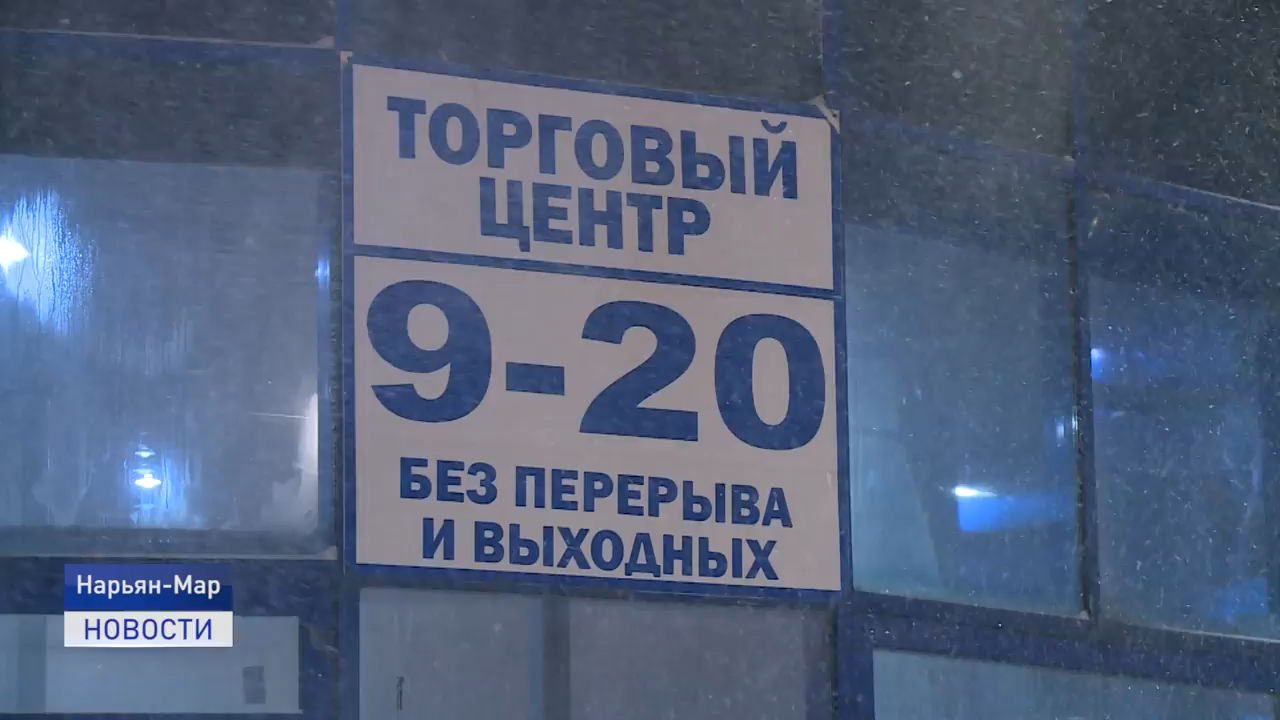 ТОРГОВЫЙ
ЦЕНТР
9-20
БЕЗ ПЕРЕРЫВА
И ВЫХОДНЫХ
Нарьян-Мар
НОВОСТИ